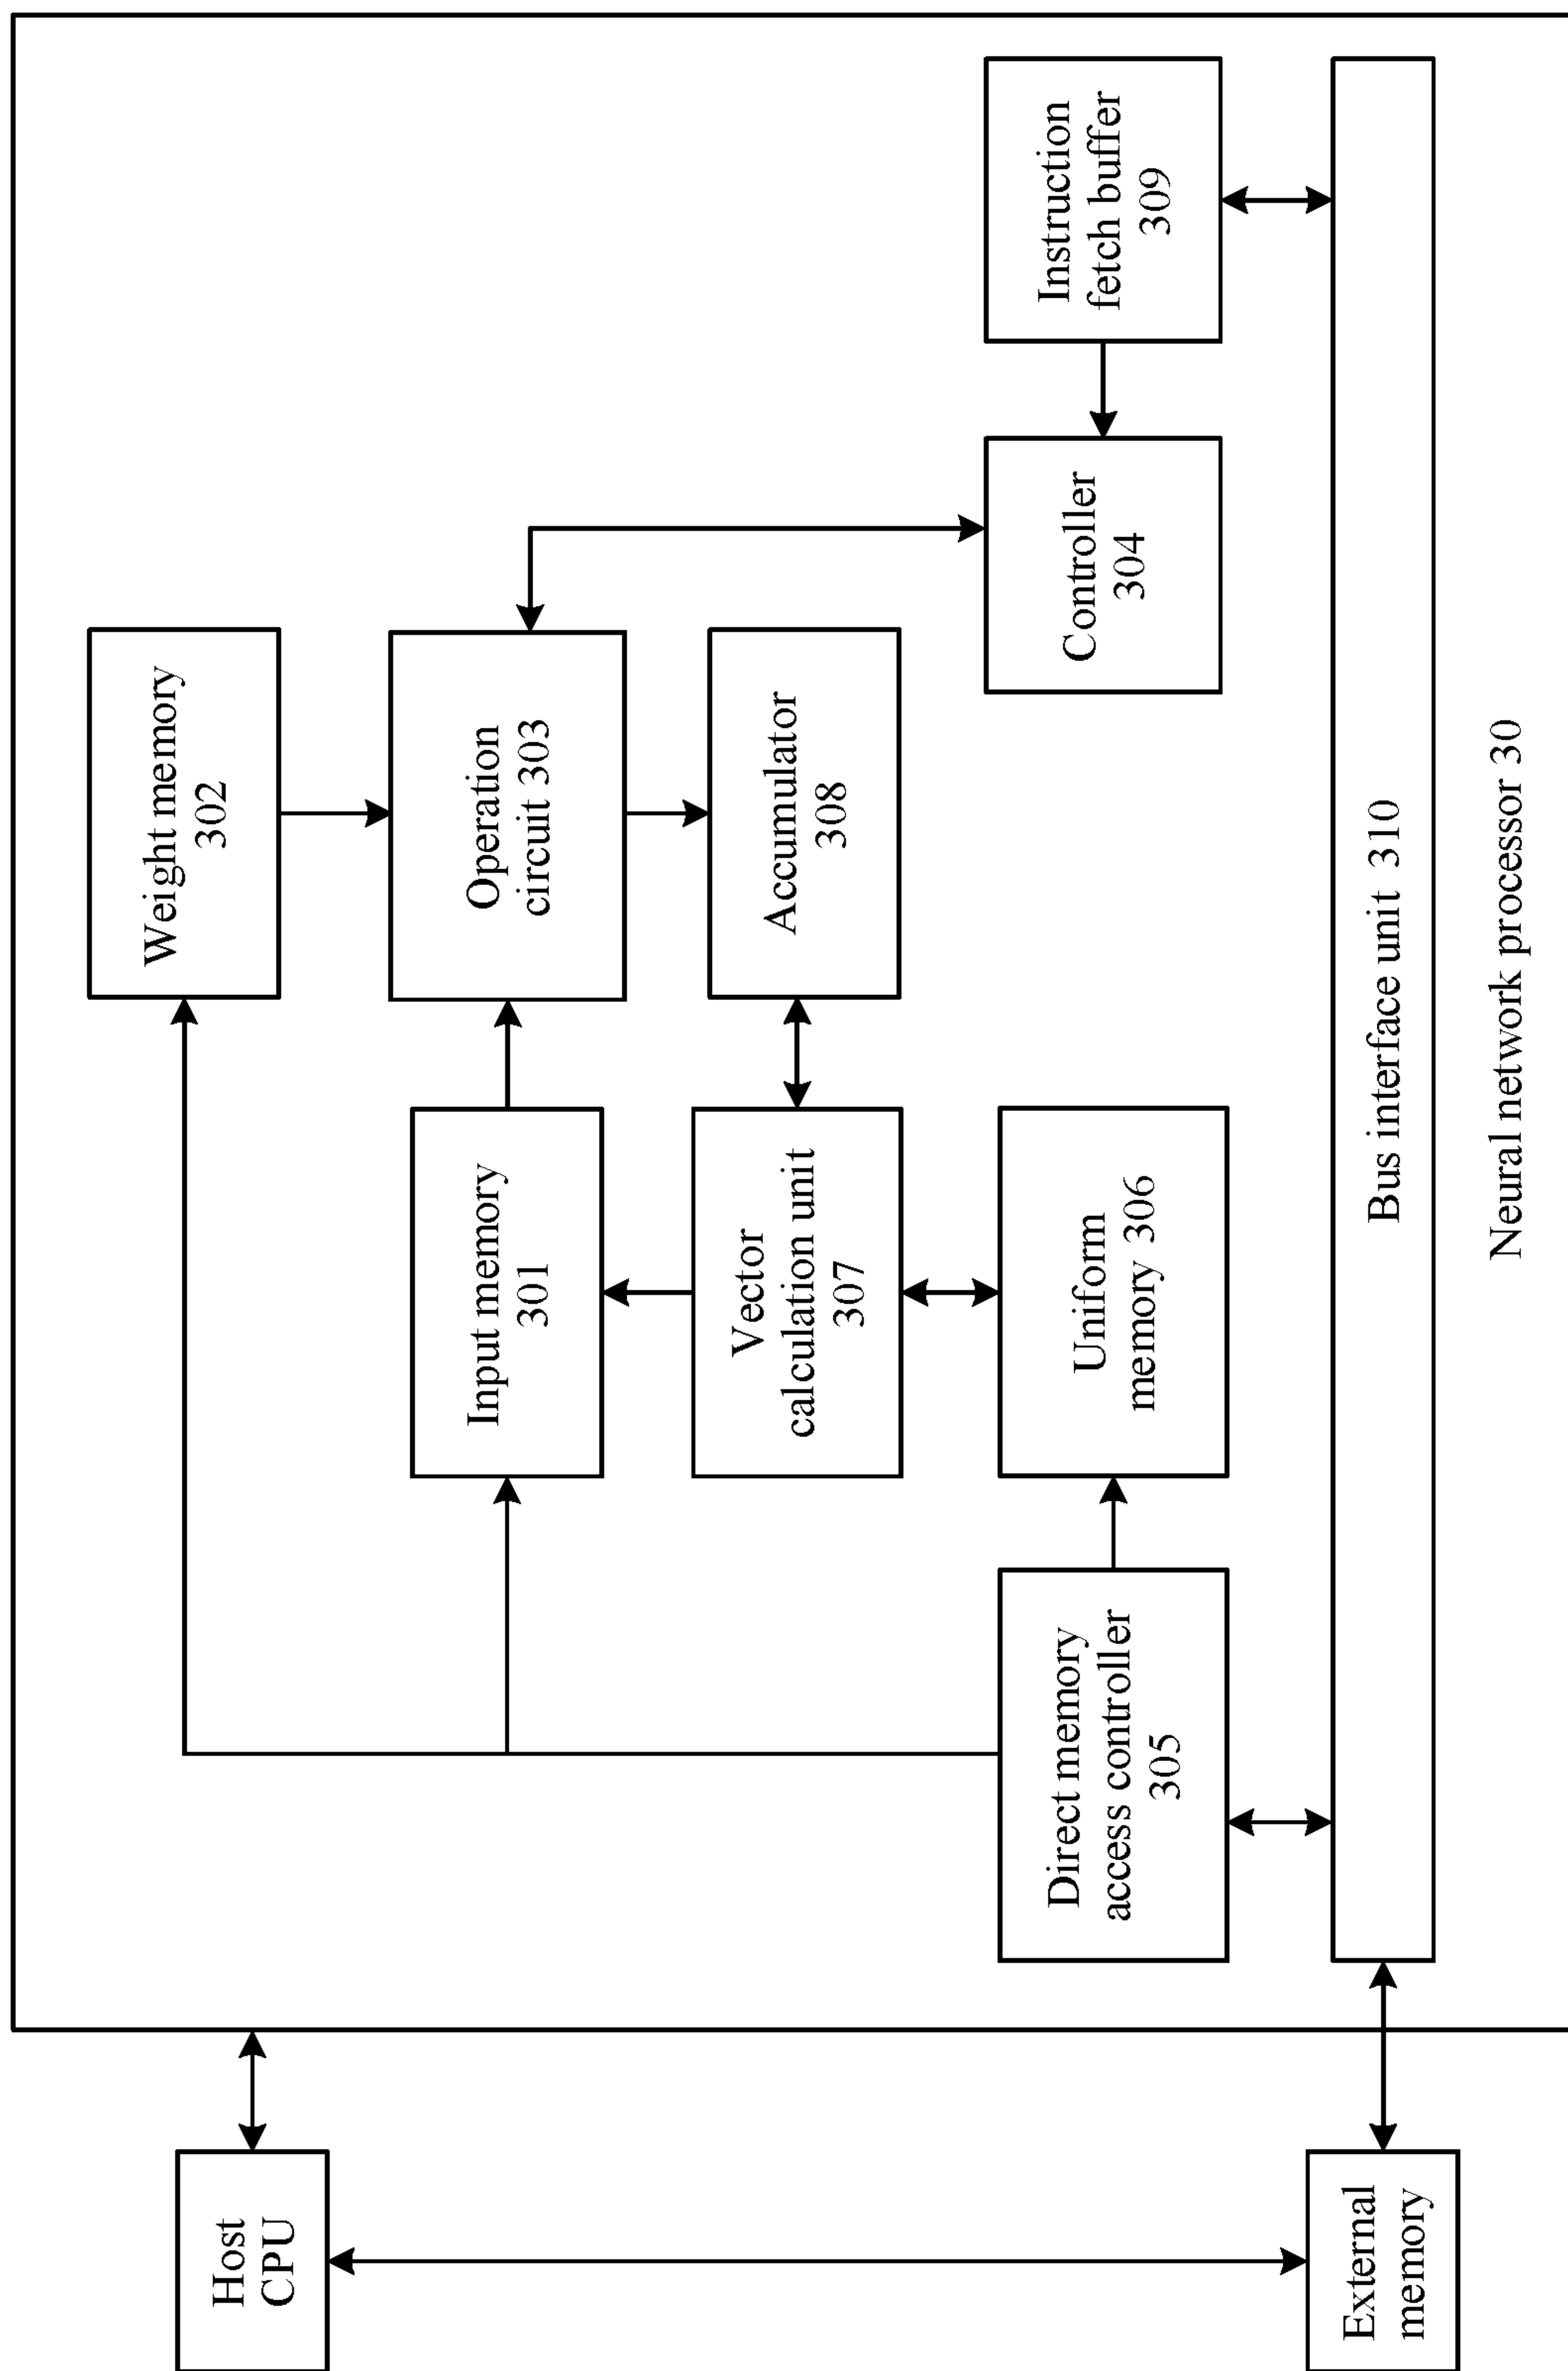 Host
CPU
Weight memory
302
Input memory
301
Operation
circuit 303
Vector
calculation unit
307
Accumulator
308
Direct memory
access controller
305
Uniform
memory 306
Controller
304
Instruction
fetch buffer
309
External
memory
Bus interface unit 310
Neural network processor 30